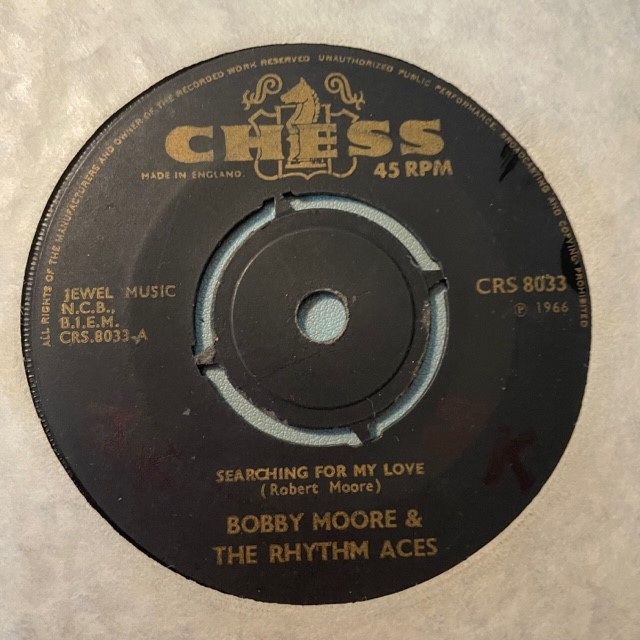 ALL RIGHTS OF THE MANUFACTURERS AND OWNER OF THE RECORDED WORK RESERVED UNAUTHORIZED PUBLIC PERFORMANCE, BROADCASTING AND COPYING PROHIBITED
CHESS
MADE IN ENGLAND
45 RPM
JEWEL MUSIC
N.C.B.,
B.I.E.M.
CRS.8033-A
CRS 8033
℗ 1966
K
SEARCHING FOR MY LOVE
(Robert Moore)
BOBBY MOORE &
THE RHYTHM ACES